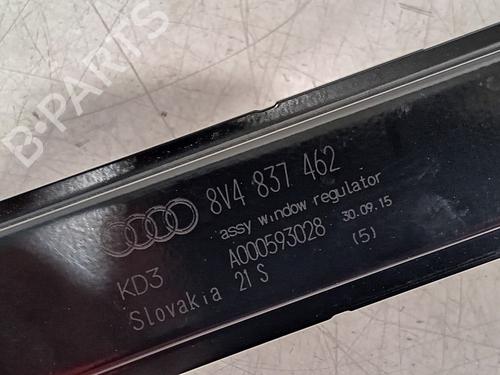 B-PARTS
8V4 837 462
assy window regulator
A000593028 30.09.15
KD3 (5)
Slovakia 21 S